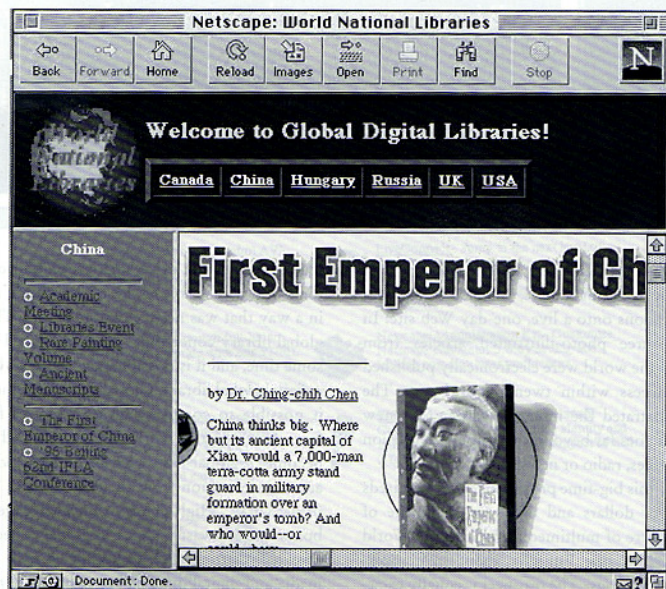 Netscape: World National Libraries
Back Forward Home Reload Images Open Print Find Stop
N
World
National
Libraries
Welcome to Global Digital Libraries!
Canada China Hungary Russia UK USA
China
Academic
Meeting
Libraries Event
Rare Painting
Volume
Ancient
Manuscripts
The First
Emperor of China
'96 Beijing
62nd IFLA
Conference
First Emperor of Ch
by Dr. Ching-chih Chen
China thinks big. Where
but its ancient capital of
Xian would a 7,000-man
terra-cotta army stand
guard in military
formation over an
emperor's tomb? And
who would--or
could--have
The First
Emperor
of China
Document: Done.
?